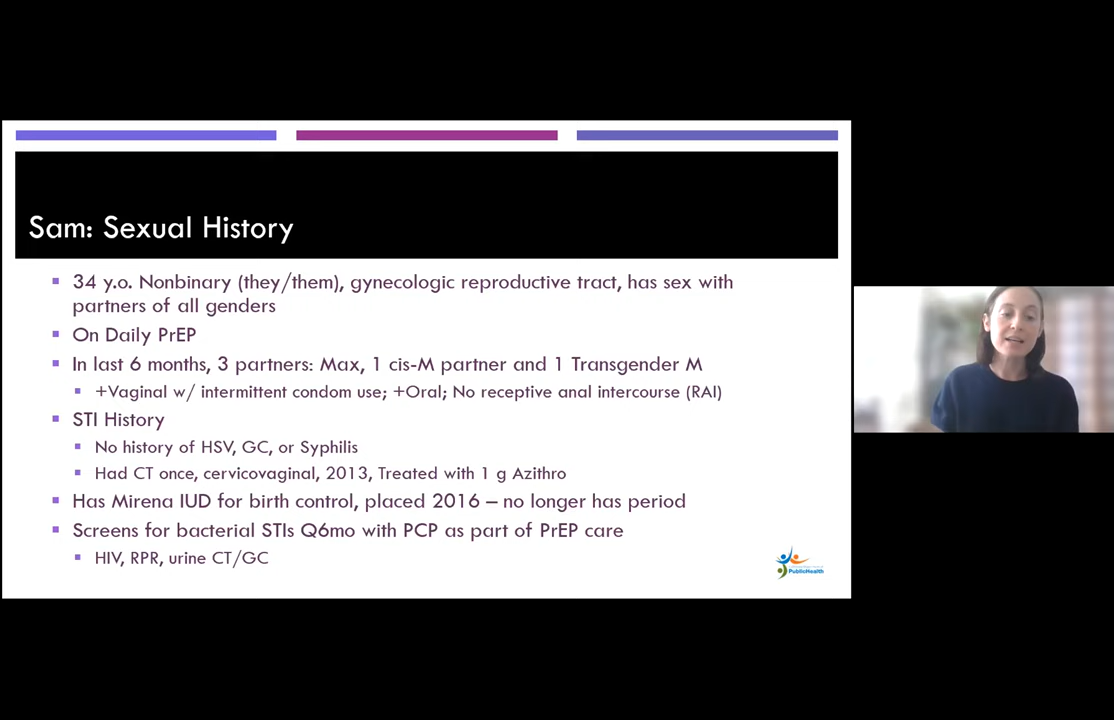 Sam: Sexual History
34 y.o. Nonbinary (they/them), gynecologic reproductive tract, has sex with
partners of all genders
On Daily PrEP
In last 6 months, 3 partners: Max, 1 cis-M partner and 1 Transgender M
+Vaginal w/ intermittent condom use; +Oral; No receptive anal intercourse (RAI)
STI History
No history of HSV, GC, or Syphilis
Had CT once, cervicovaginal, 2013, Treated with 1 g Azithro
Has Mirena IUD for birth control, placed 2016 – no longer has period
Screens for bacterial STIs Q6mo with PCP as part of PrEP care
HIV, RPR, urine CT/GC
PublicHealth